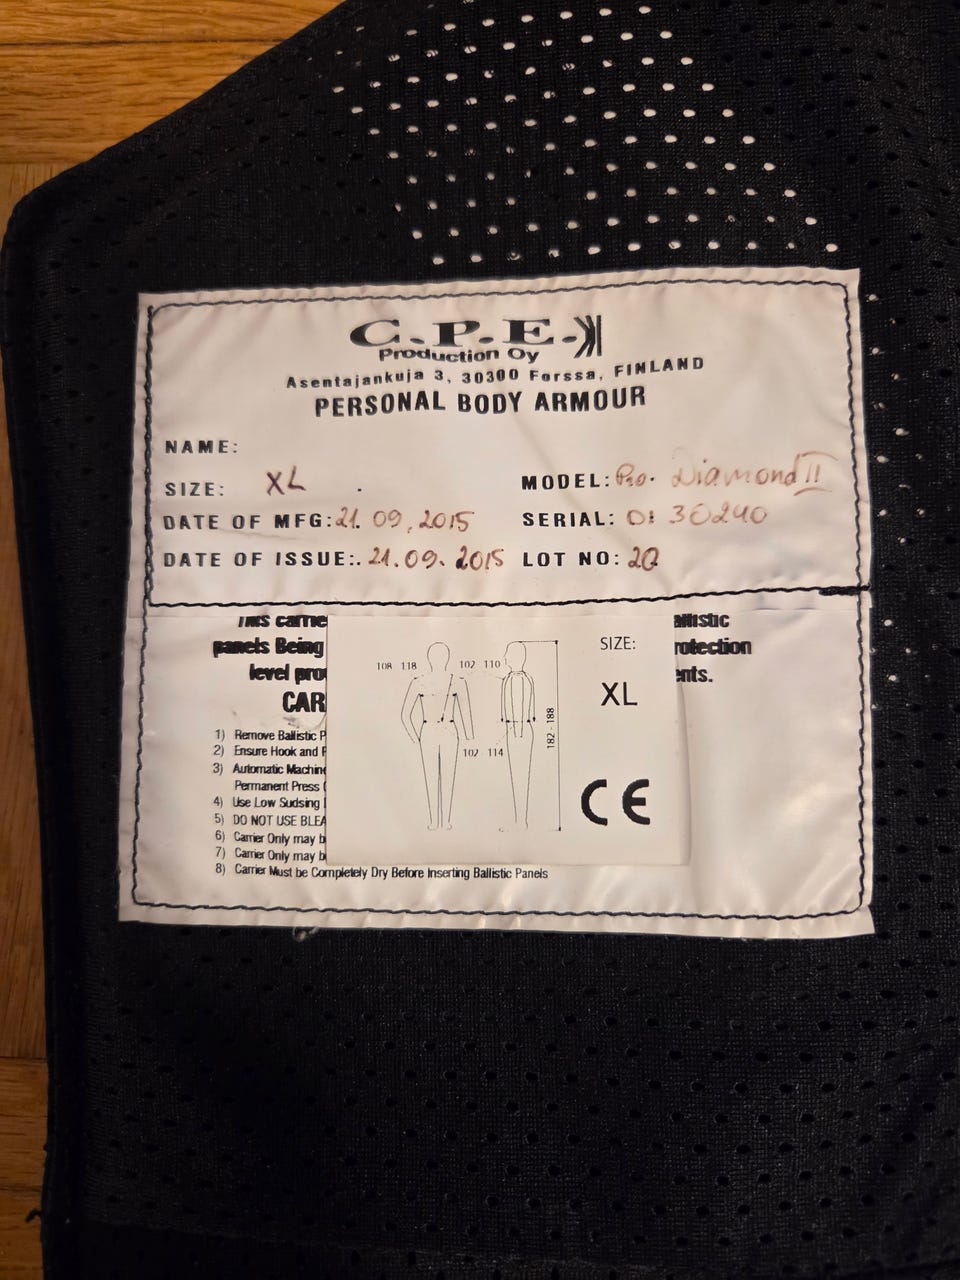 C.P.E.
Production Oy
Asentajankuja 3, 30300 Forssa, FINLAND
PERSONAL BODY ARMOUR
NAME:
SIZE: XL
MODEL: Pro. Diamond II
DATE OF MFG: 21. 09. 2015
SERIAL: 01 30240
DATE OF ISSUE:. 21.09. 2015
LOT NO: 20
This carrie
panels Being
level pro
CAR
allistic
rotection
ents.
1) Remove Ballistic P
2) Ensure Hook and F
3) Automatic Machine
Permanent Press (
4) Use Low Sudsing
5) DO NOT USE BLEA
6) Carrier Only may b
7) Carrier Only may b
8) Carrier Must be Completely Dry Before Inserting Ballistic Panels
108 118
102 110
102 114
182 - 188
SIZE:
XL
CE